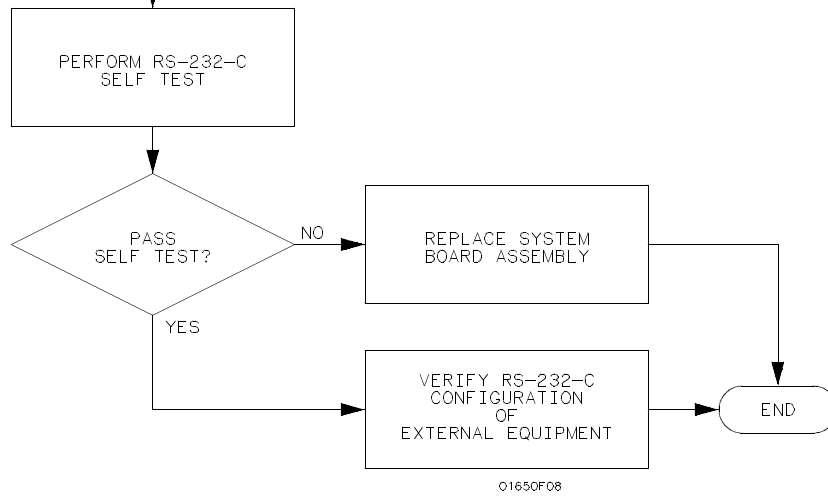 PERFORM RS-232-C
SELF TEST
PASS
SELF TEST?
NO
REPLACE SYSTEM
BOARD ASSEMBLY
YES
VERIFY RS-232-C
CONFIGURATION
OF
EXTERNAL EQUIPMENT
END
01650F08